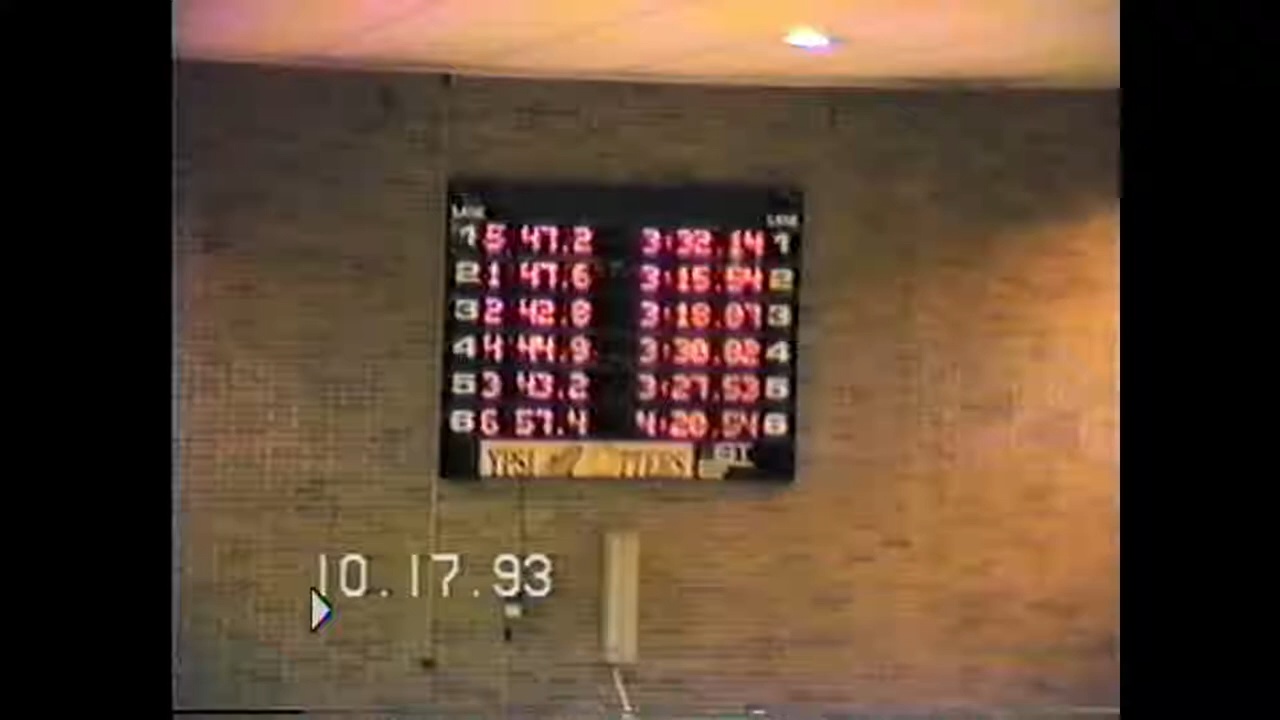 LANE LANE
1 5 47.2 3:32.14 1
2 1 47.6 3:15.54 2
3 2 42.8 3:18.07 3
4 4 44.9 3:30.02 4
5 3 43.2 3:27.53 5
6 6 57.4 4:20.54 6
10.17.93